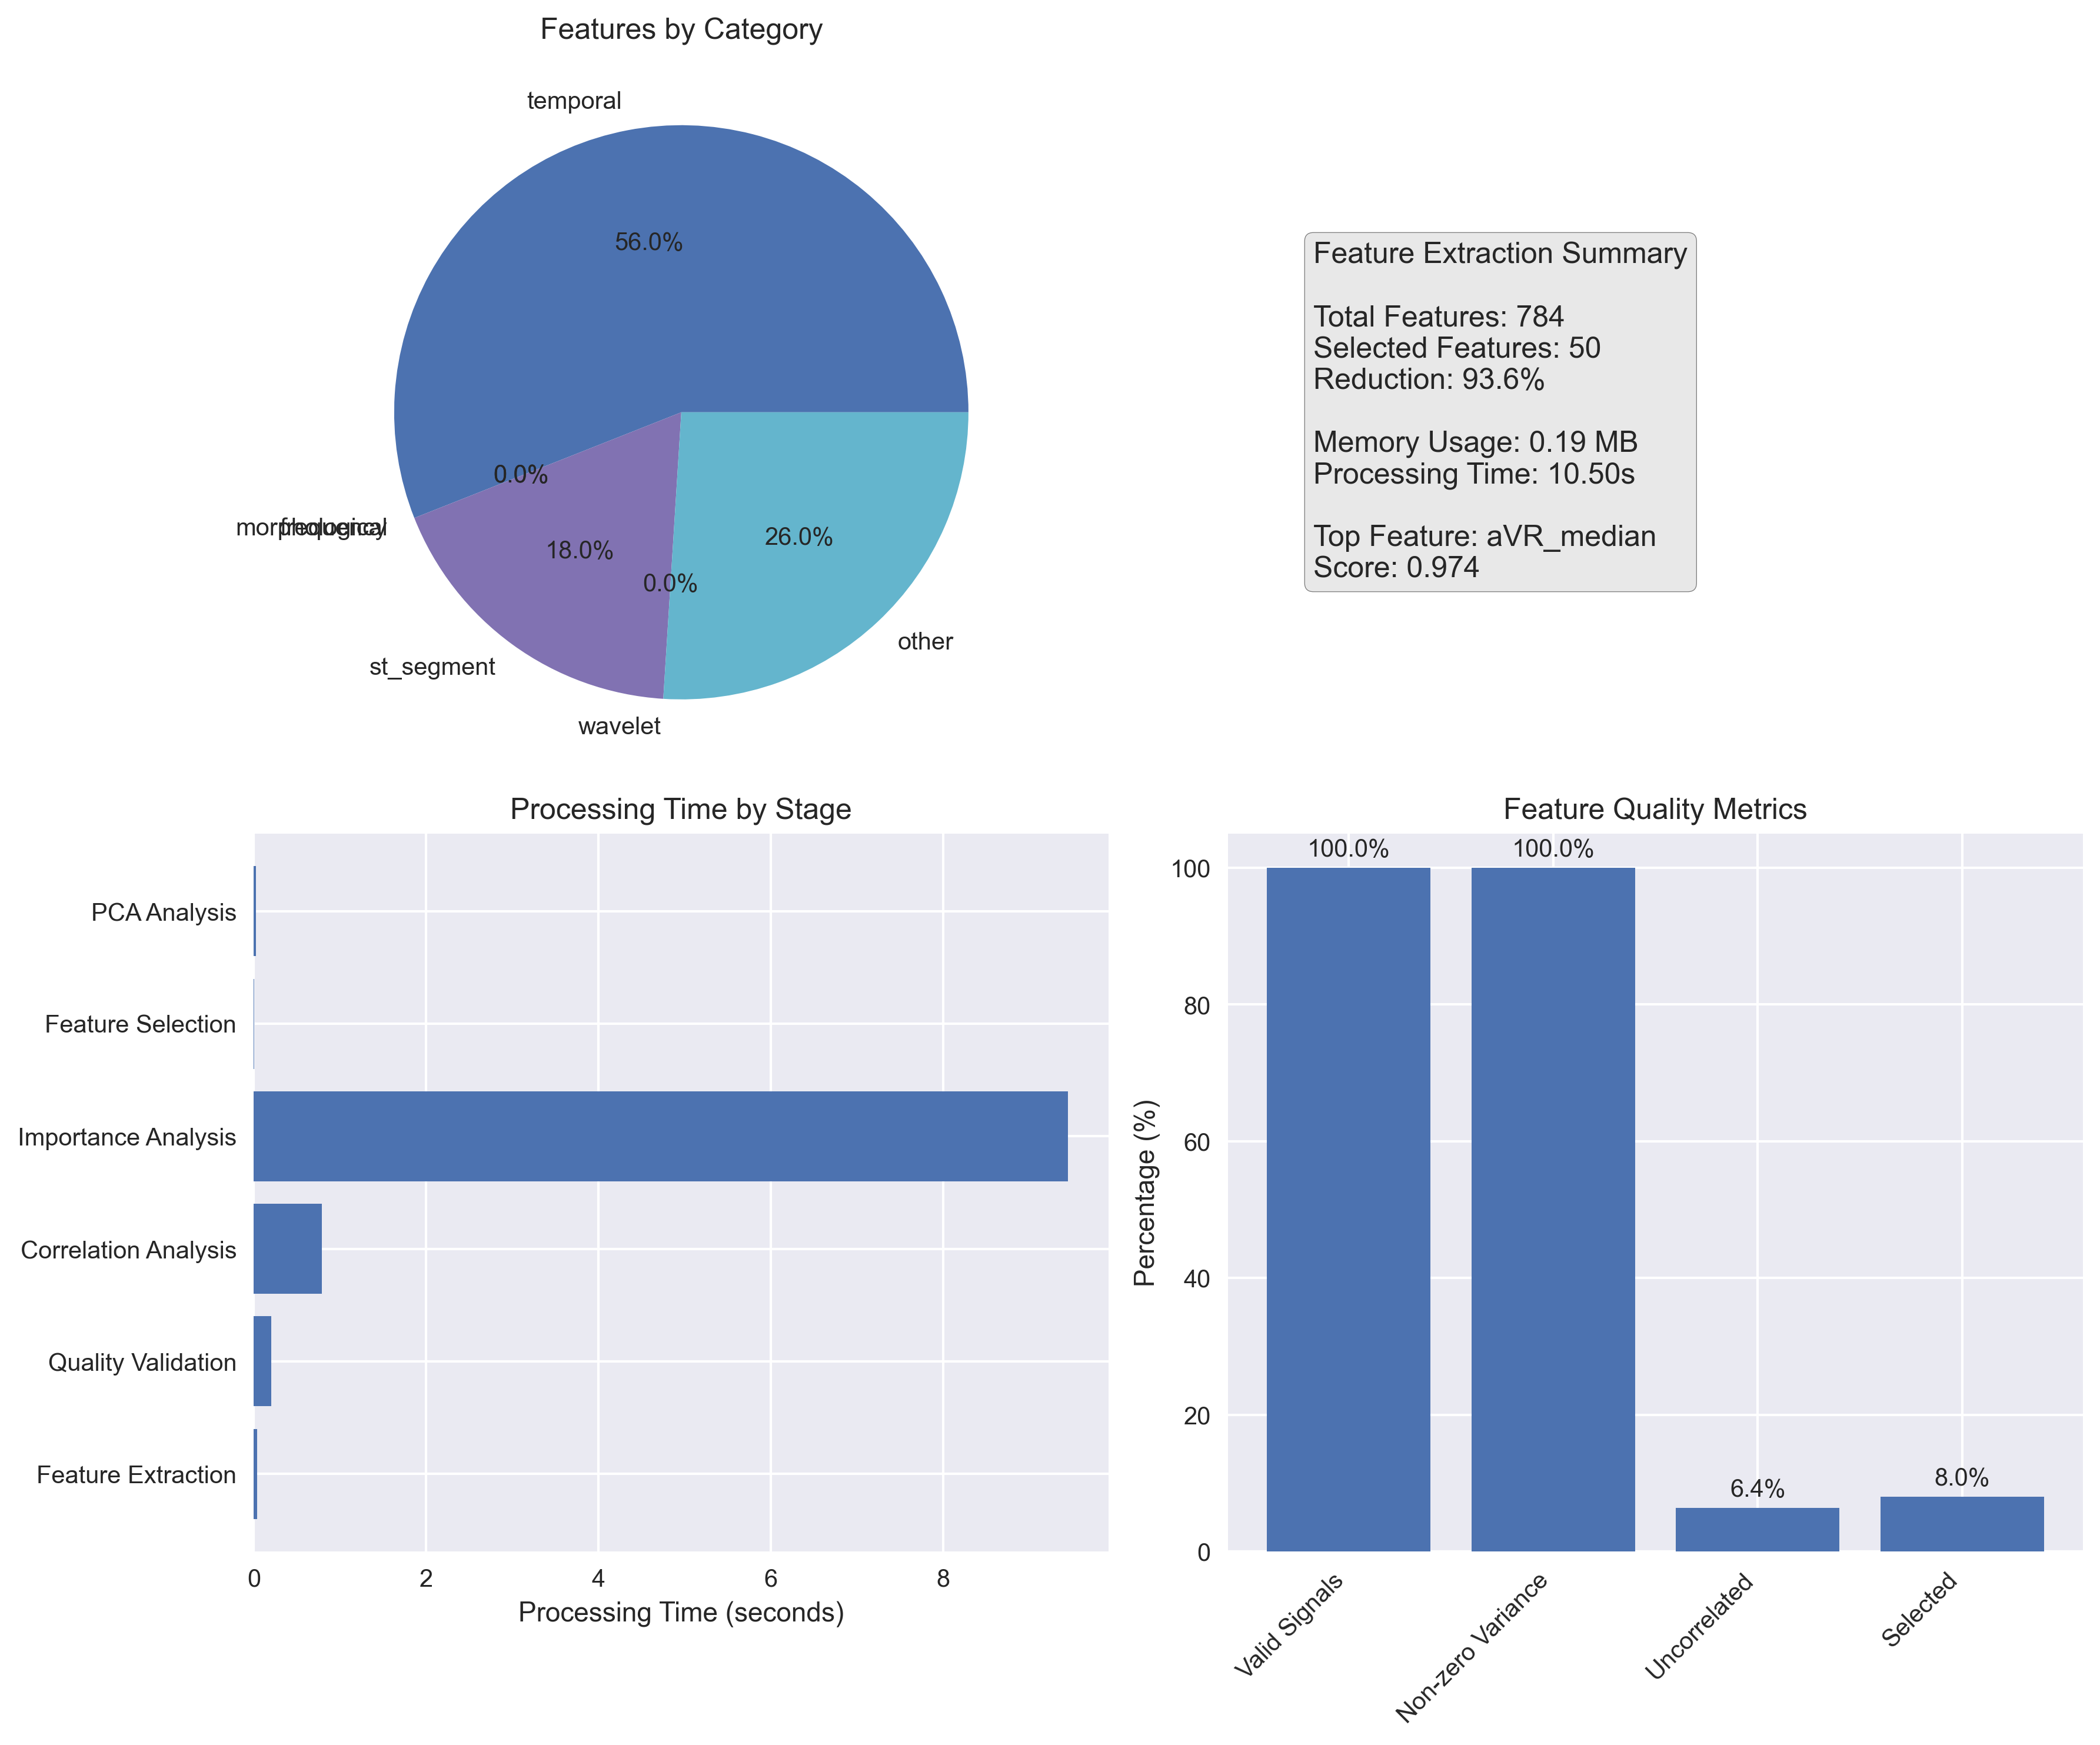 Features by Category
temporal
56.0%
0.0%
morphological
frequency
18.0%
0.0%
26.0%
st_segment
wavelet
other
Feature Extraction Summary
Total Features: 784
Selected Features: 50
Reduction: 93.6%
Memory Usage: 0.19 MB
Processing Time: 10.50s
Top Feature: aVR_median
Score: 0.974
Processing Time by Stage
PCA Analysis
Feature Selection
Importance Analysis
Correlation Analysis
Quality Validation
Feature Extraction
0 2 4 6 8
Processing Time (seconds)
Feature Quality Metrics
Percentage (%)
100
80
60
40
20
0
100.0%
100.0%
6.4%
8.0%
Valid Signals
Non-zero Variance
Uncorrelated
Selected